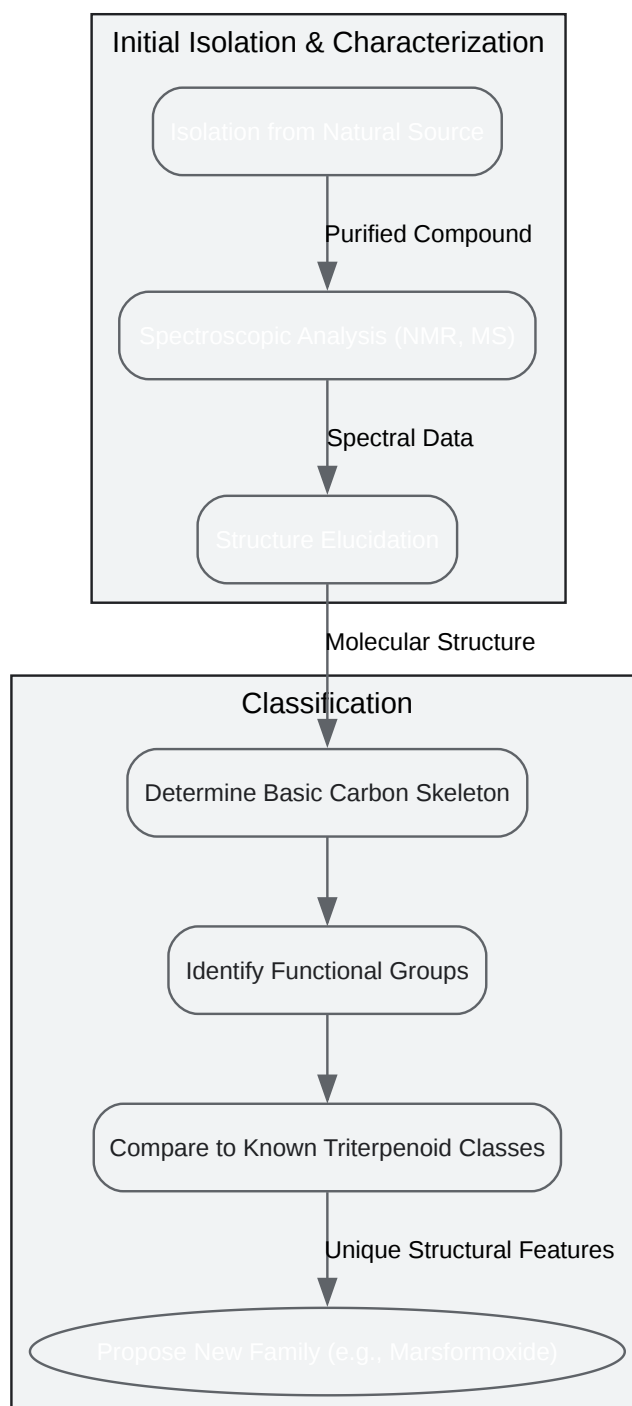 Initial Isolation & Characterization
Isolation from Natural Source
Purified Compound
Spectroscopic Analysis (NMR, MS)
Spectral Data
Structure Elucidation
Molecular Structure
Classification
Determine Basic Carbon Skeleton
Identify Functional Groups
Compare to Known Triterpenoid Classes
Unique Structural Features
Propose New Family (e.g., Marsformoxide)